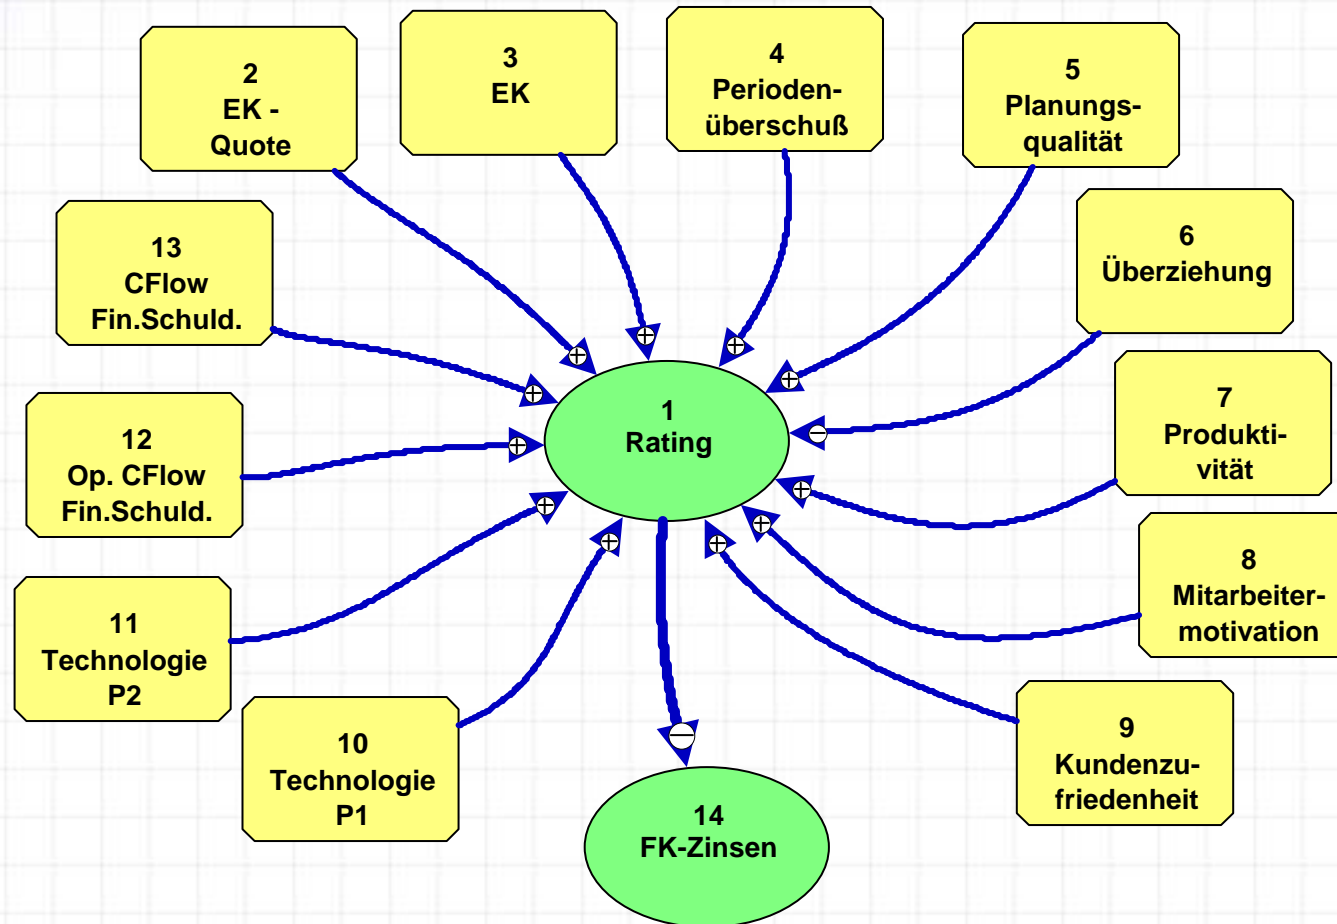 2
EK -
Quote
3
EK
4
Perioden-
überschuß
5
Planungs-
qualität
6
Überziehung
7
Produkti-
vität
8
Mitarbeiter-
motivation
9
Kundenzu-
friedenheit
10
Technologie
P1
11
Technologie
P2
12
Op. CFlow
Fin.Schuld.
13
CFlow
Fin.Schuld.
1
Rating
14
FK-Zinsen